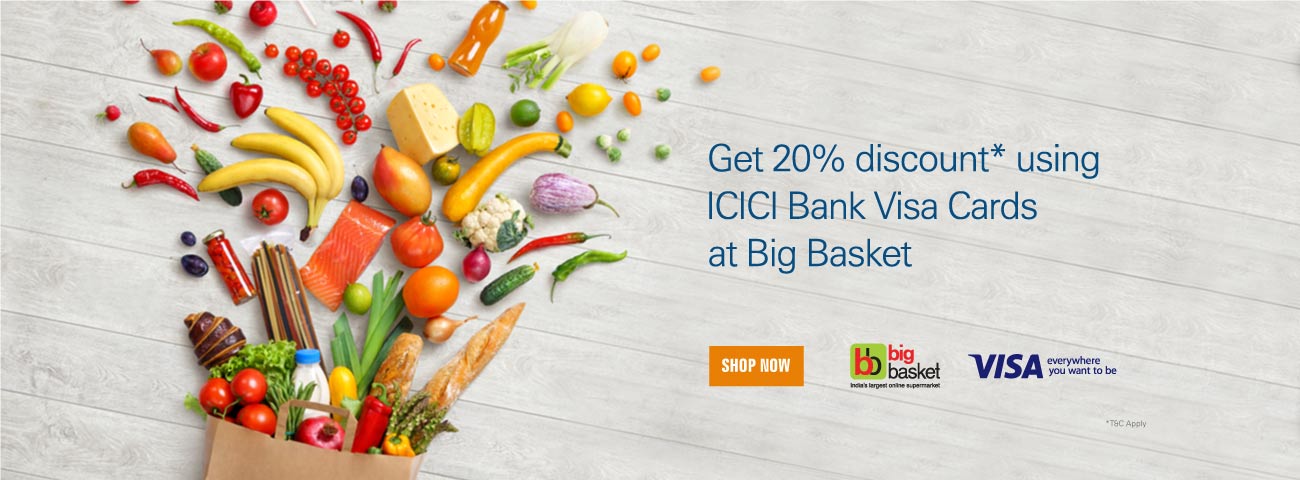 Get 20% discount* using
ICICI Bank Visa Cards
at Big Basket
SHOP NOW
bb big
basket
India's largest online supermarket
VISA everywhere
you want to be
*T&C Apply